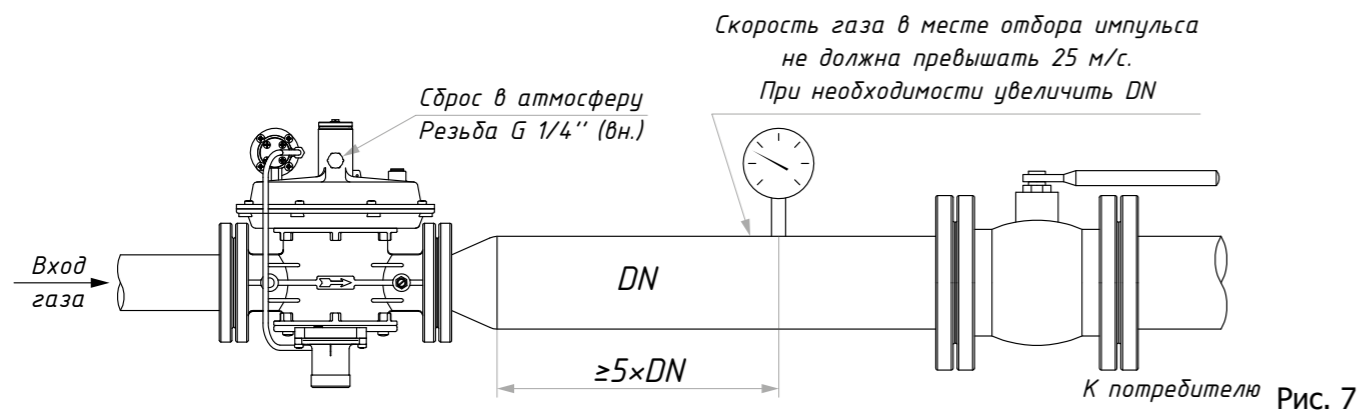 Скорость газа в месте отбора импульса
не должна превышать 25 м/с.
При необходимости увеличить DN
Сброс в атмосферу
Резьба G 1/4'' (вн.)
Вход
газа
DN
≥5×DN
К потребителю
Рис. 7